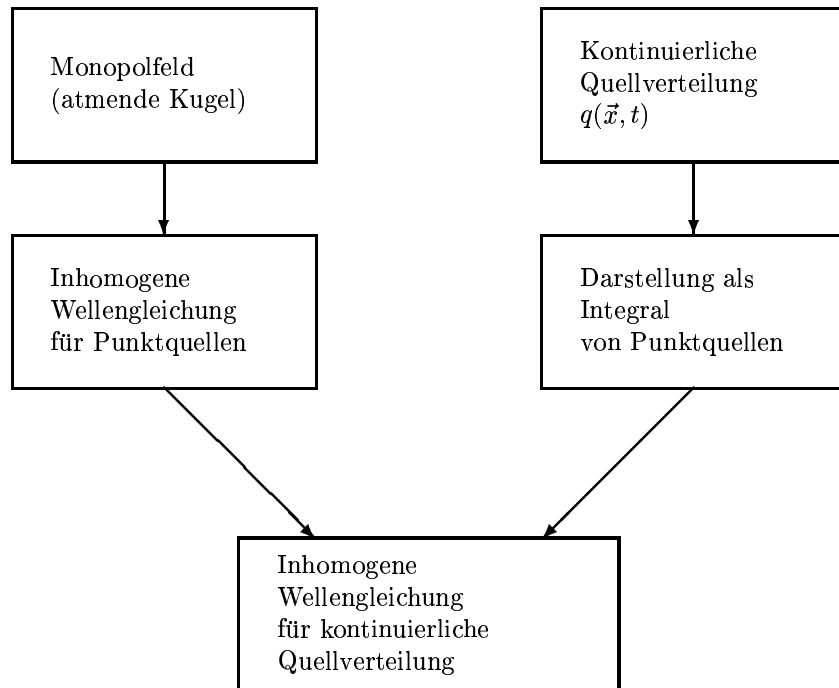 Monopolfeld
(atmende Kugel)
Kontinuierliche
Quellverteilung
q(x⃗, t)
Inhomogene
Wellengleichung
für Punktquellen
Darstellung als
Integral
von Punktquellen
Inhomogene
Wellengleichung
für kontinuierliche
Quellverteilung